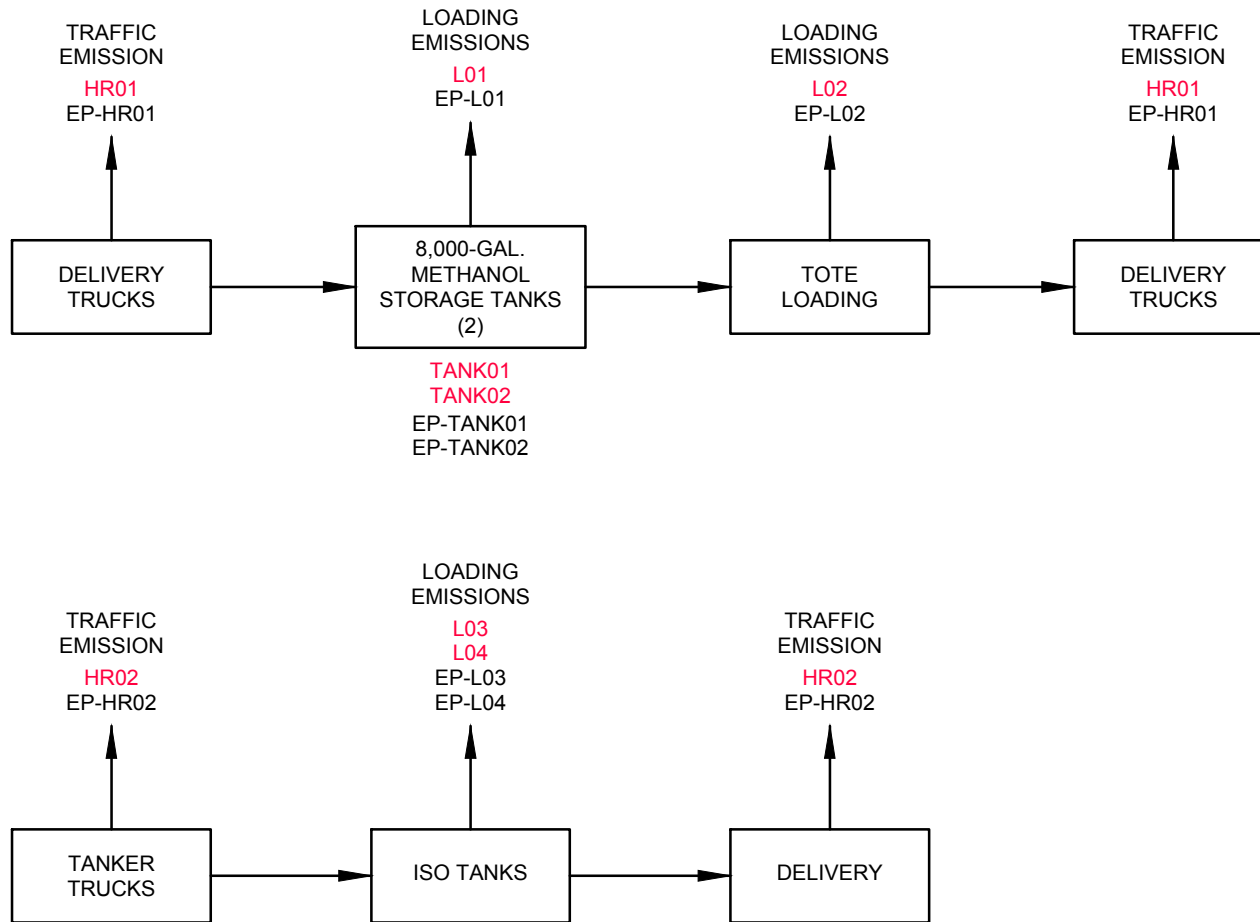 TRAFFIC
EMISSION
HR01
EP-HR01
LOADING
EMISSIONS
L01
EP-L01
LOADING
EMISSIONS
L02
EP-L02
TRAFFIC
EMISSION
HR01
EP-HR01
DELIVERY
TRUCKS
8,000-GAL.
METHANOL
STORAGE TANKS
(2)
TOTE
LOADING
DELIVERY
TRUCKS
TANK01
TANK02
EP-TANK01
EP-TANK02
TRAFFIC
EMISSION
HR02
EP-HR02
LOADING
EMISSIONS
L03
L04
EP-L03
EP-L04
TRAFFIC
EMISSION
HR02
EP-HR02
TANKER
TRUCKS
ISO TANKS
DELIVERY